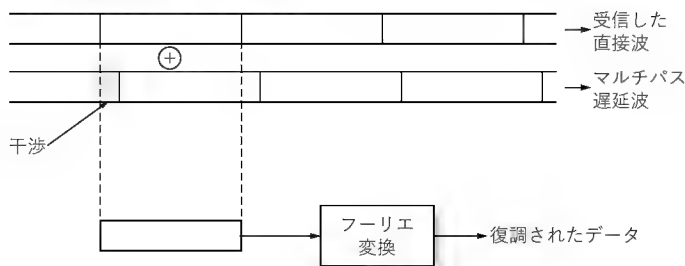 受信した
直接波
マルチパス
遅延波
干渉
フーリエ
変換
復調されたデータ